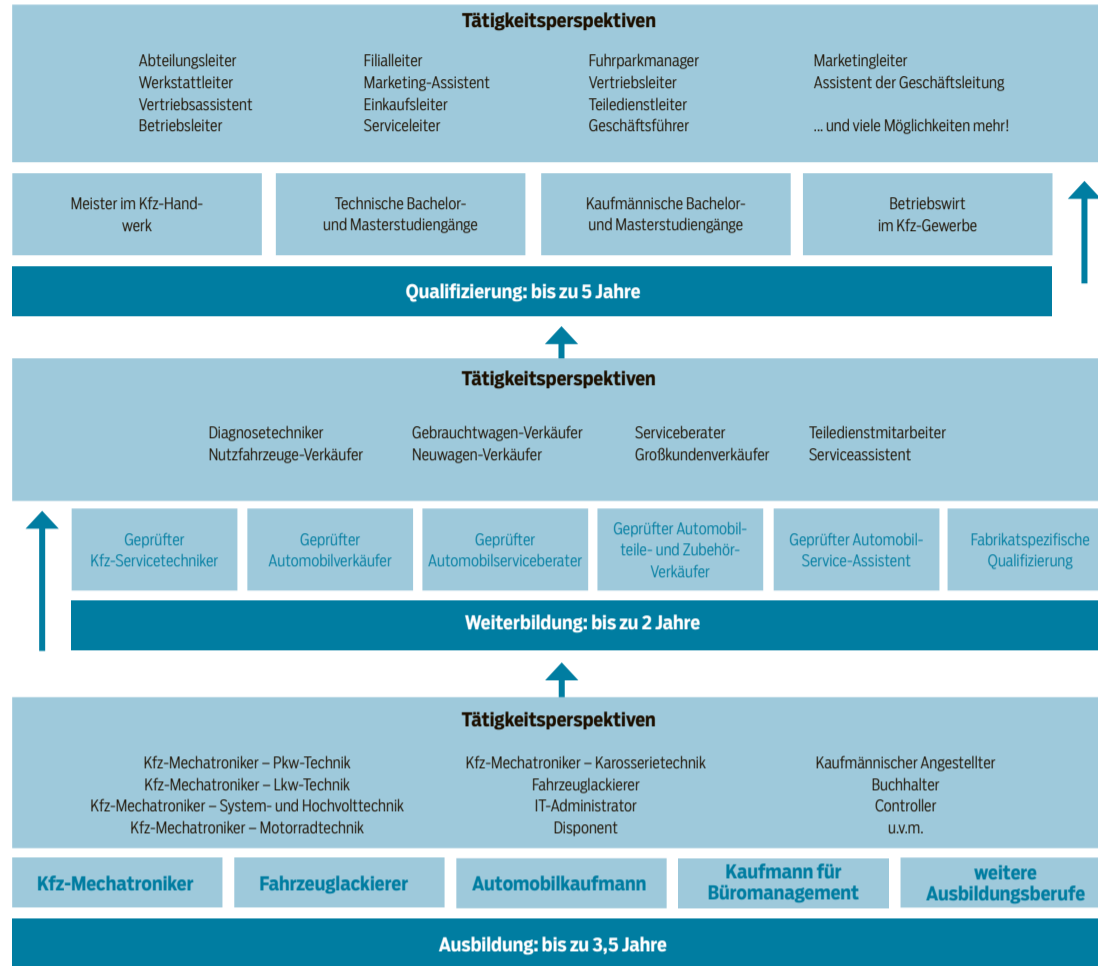 Tätigkeitsperspektiven
Abteilungsleiter
Werkstattleiter
Vertriebsassistent
Betriebsleiter
Filialleiter
Marketing-Assistent
Einkaufsleiter
Serviceleiter
Fuhrparkmanager
Vertriebsleiter
Teiledienstleiter
Geschäftsführer
Marketingleiter
Assistent der Geschäftsleitung
... und viele Möglichkeiten mehr!
Meister im Kfz-Hand-
werk
Technische Bachelor-
und Masterstudiengänge
Kaufmännische Bachelor-
und Masterstudiengänge
Betriebswirt
im Kfz-Gewerbe
Qualifizierung: bis zu 5 Jahre
Tätigkeitsperspektiven
Diagnosetechniker
Nutzfahrzeuge-Verkäufer
Gebrauchtwagen-Verkäufer
Neuwagen-Verkäufer
Serviceberater
Großkundenverkäufer
Teiledienstmitarbeiter
Serviceassistent
Geprüfter
Kfz-Servicetechniker
Geprüfter
Automobilverkäufer
Geprüfter
Automobilserviceberater
Geprüfter Automobil-
teile- und Zubehör-
Verkäufer
Geprüfter Automobil-
Service-Assistent
Fabrikatspezifische
Qualifizierung
Weiterbildung: bis zu 2 Jahre
Tätigkeitsperspektiven
Kfz-Mechatroniker – Pkw-Technik
Kfz-Mechatroniker – Lkw-Technik
Kfz-Mechatroniker – System- und Hochvolttechnik
Kfz-Mechatroniker – Motorradtechnik
Kfz-Mechatroniker – Karosserietechnik
Fahrzeuglackierer
IT-Administrator
Disponent
Kaufmännischer Angestellter
Buchhalter
Controller
u.v.m.
Kfz-Mechatroniker
Fahrzeuglackierer
Automobilkaufmann
Kaufmann für
Büromanagement
weitere
Ausbildungsberufe
Ausbildung: bis zu 3,5 Jahre